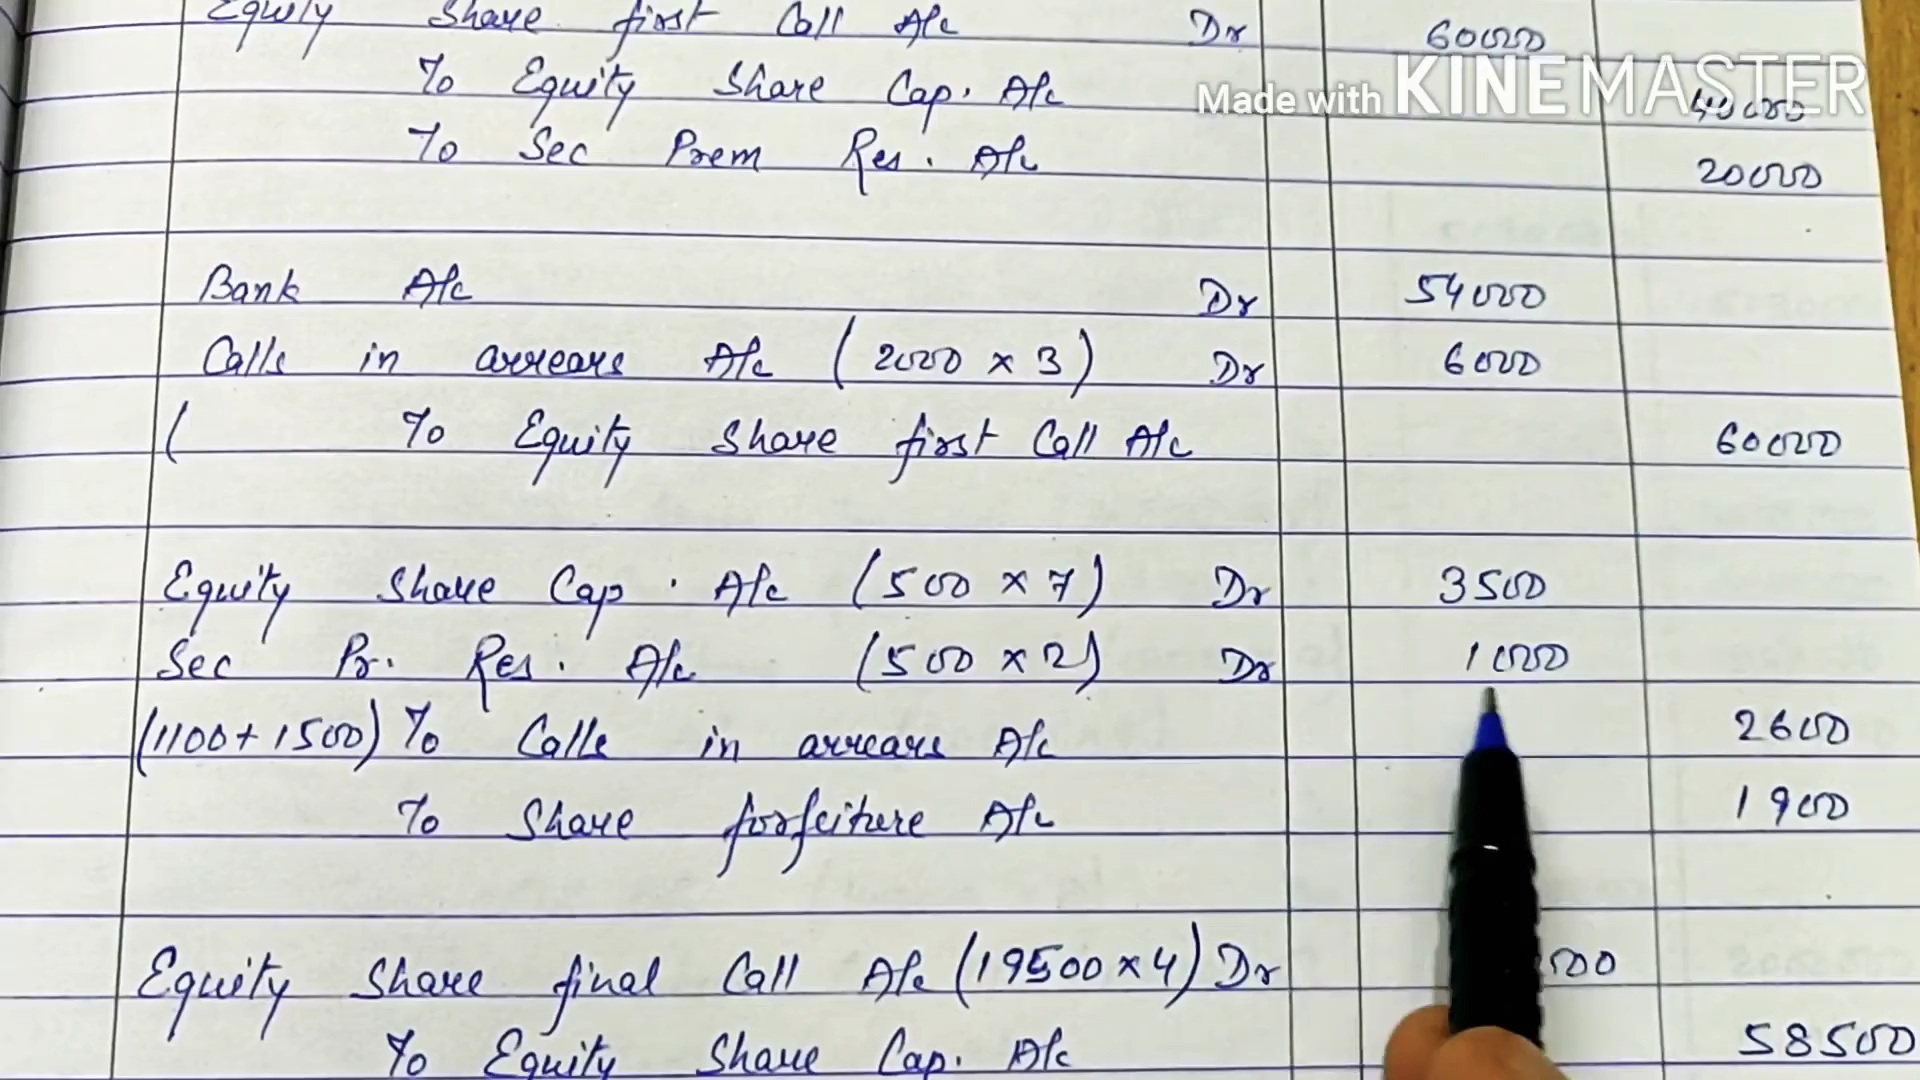 Equity Share first Call A/c Dr 60000
Made with KINEMASTER
To Equity Share Cap. A/c 40000
To Sec Prem Res. A/c 20000
Bank A/c Dr 54000
Calls in arrears A/c (2000 × 3) Dr 6000
( To Equity Share first Call A/c 60000
Equity Share Cap. A/c (500 × 7) Dr 3500
Sec Pr. Res. A/c (500 × 2) Dr 1000
(1100 + 1500) To Calls in arrears A/c 2600
To Share forfeiture A/c 1900
Equity Share final Call A/c (19500 × 4) Dr 500
To Equity Share Cap. A/c 58500